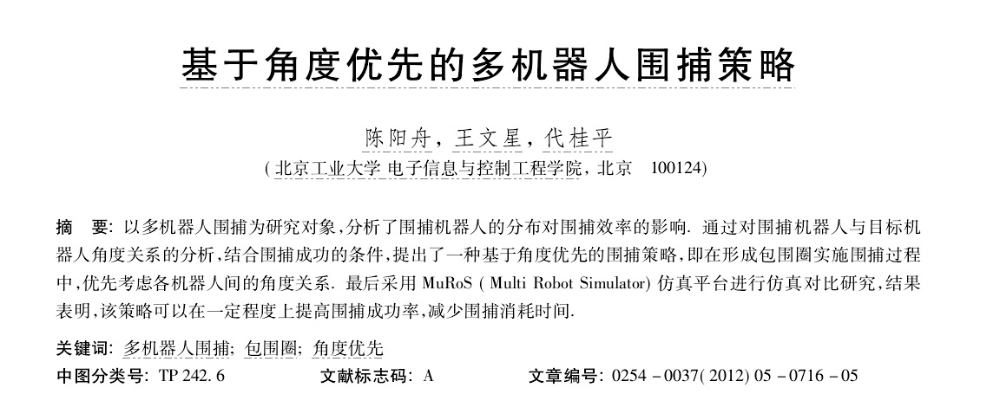 基于角度优先的多机器人围捕策略
陈阳舟, 王文星, 代桂平
(北京工业大学 电子信息与控制工程学院, 北京 100124)
摘 要: 以多机器人围捕为研究对象,分析了围捕机器人的分布对围捕效率的影响. 通过对围捕机器人与目标机
器人角度关系的分析,结合围捕成功的条件,提出了一种基于角度优先的围捕策略,即在形成包围圈实施围捕过程
中,优先考虑各机器人间的角度关系. 最后采用 MuRoS ( Multi Robot Simulator) 仿真平台进行仿真对比研究,结果
表明,该策略可以在一定程度上提高围捕成功率,减少围捕消耗时间.
关键词: 多机器人围捕; 包围圈; 角度优先
中图分类号: TP 242. 6 文献标志码: A 文章编号: 0254 -0037( 2012) 05 -0716 -05